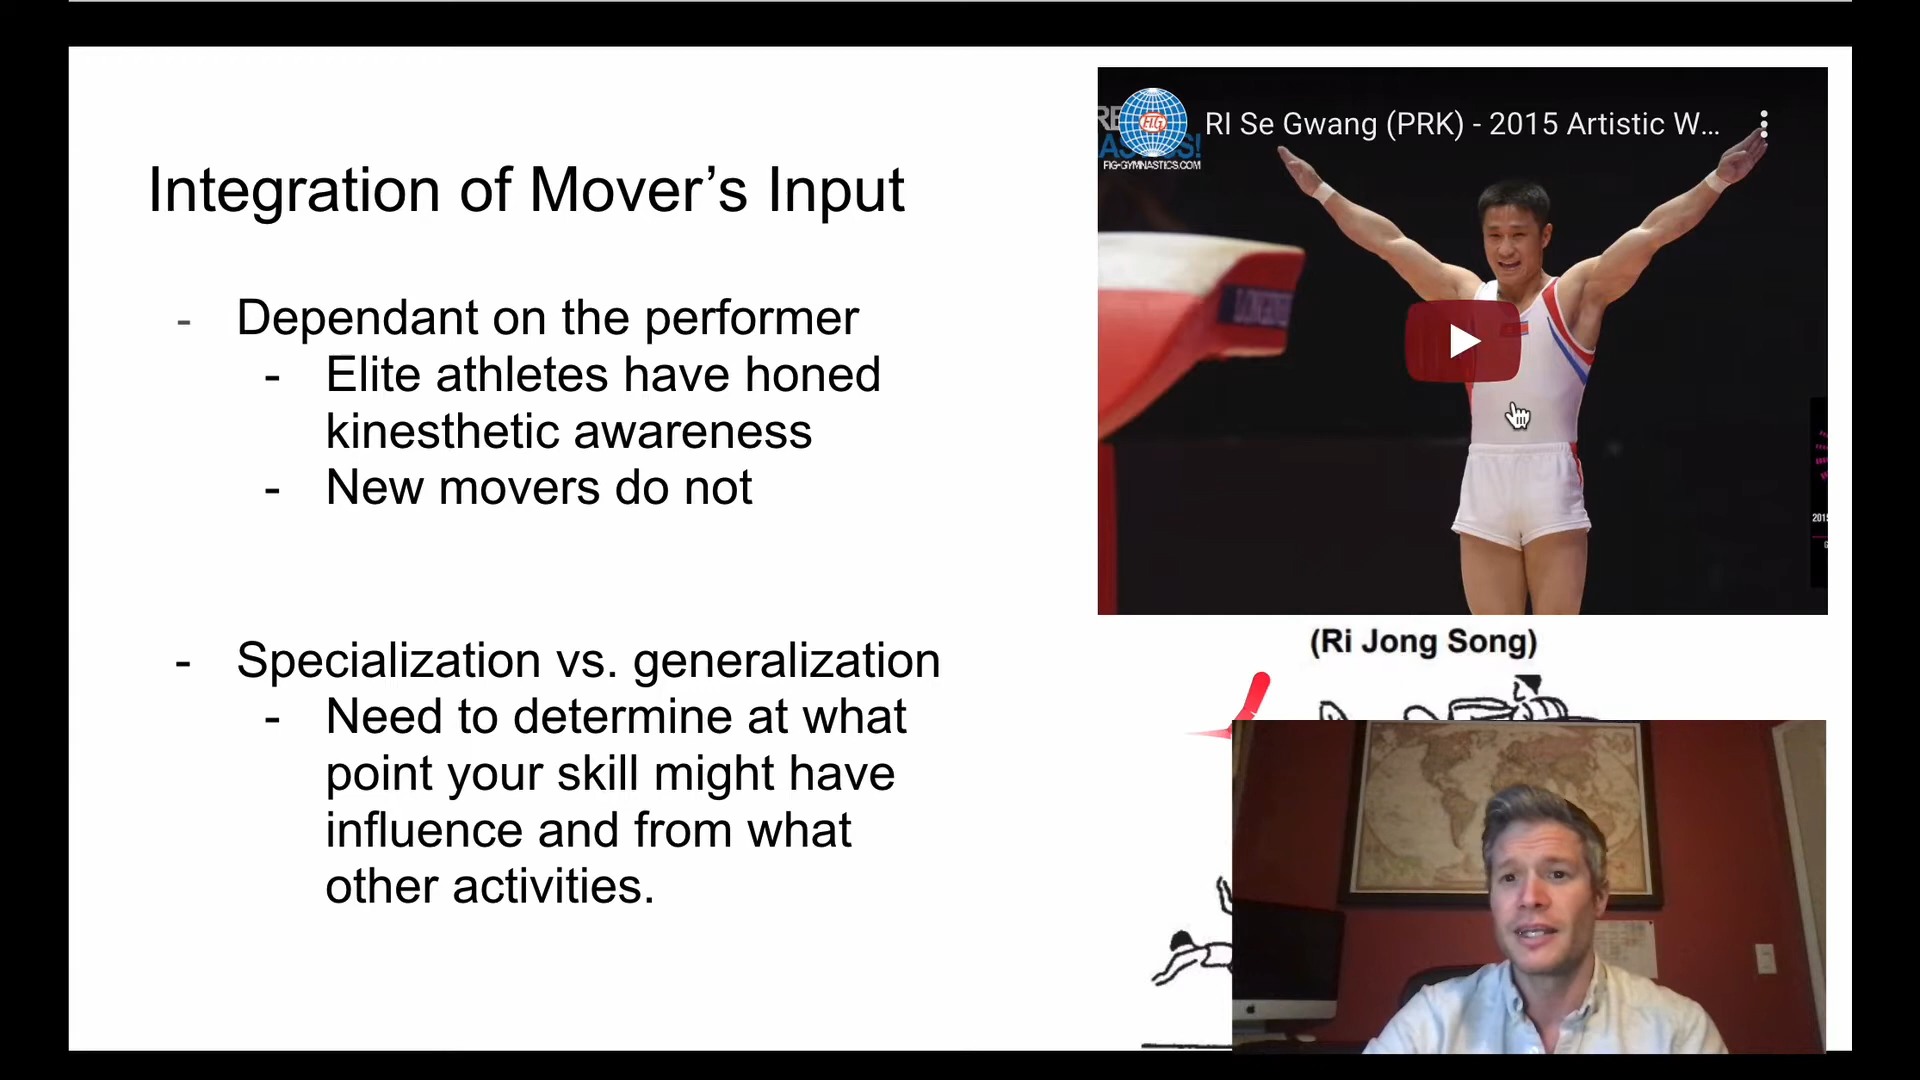 Integration of Mover’s Input
- Dependant on the performer
- Elite athletes have honed
kinesthetic awareness
- New movers do not
- Specialization vs. generalization
- Need to determine at what
point your skill might have
influence and from what
other activities.
RI Se Gwang (PRK) - 2015 Artistic W...
FIG
FIG-GYMNASTICS.COM
LONGINES
(Ri Jong Song)